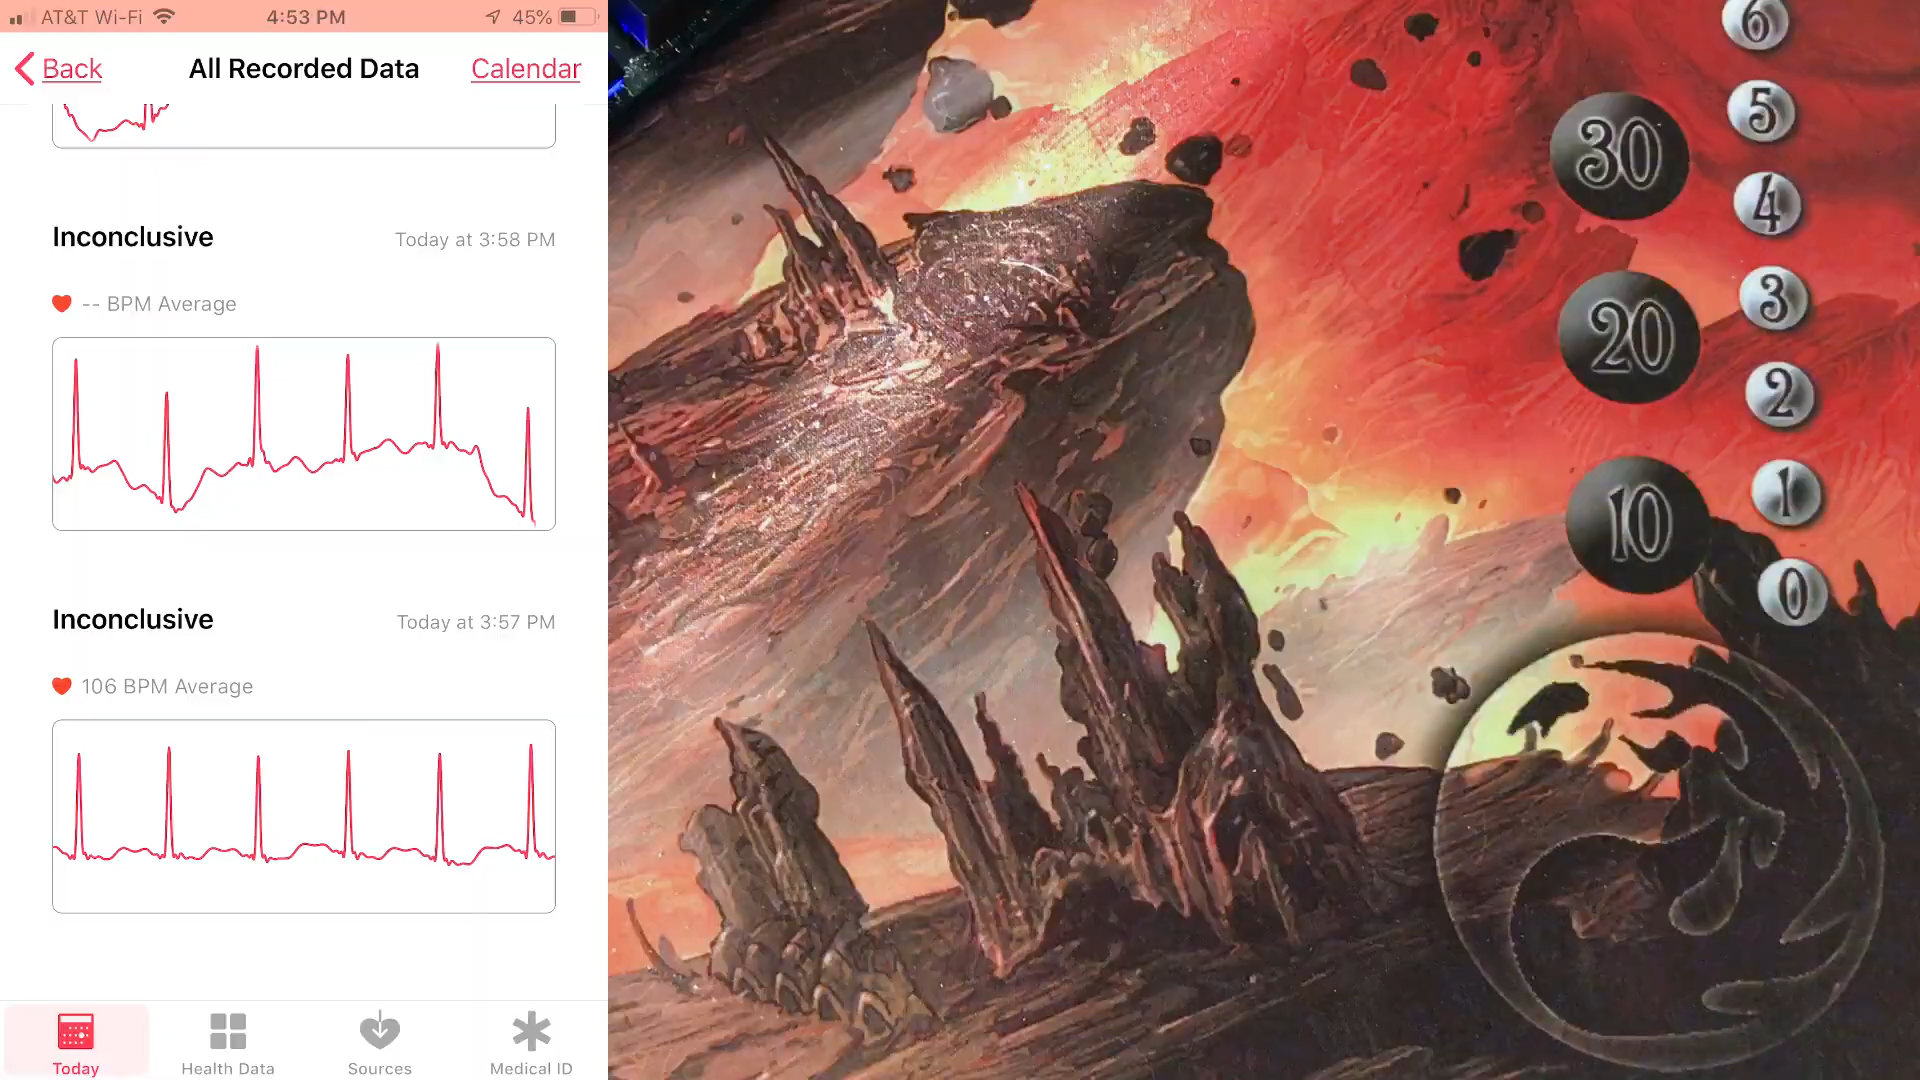 AT&T Wi-Fi 4:53 PM 45%
Back All Recorded Data Calendar
Inconclusive Today at 3:58 PM
-- BPM Average
Inconclusive Today at 3:57 PM
106 BPM Average
Today Health Data Sources Medical ID
6
5
30
4
3
20
2
1
10
0